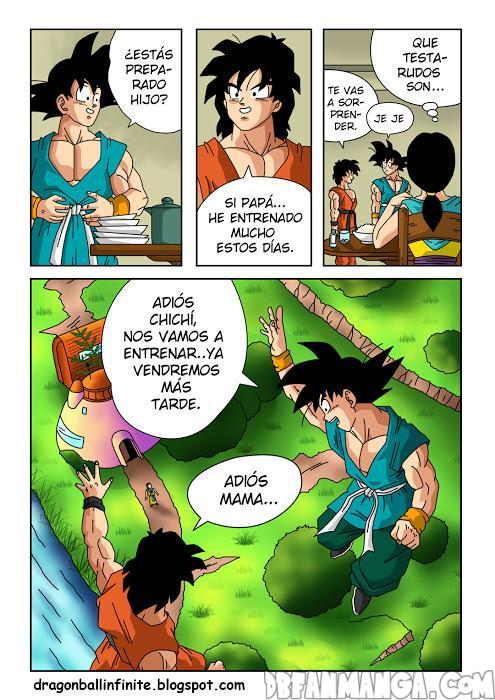 ¿ESTÁS
PREPA-
RADO
HIJO?
SI PAPÁ...
HE ENTRENADO
MUCHO
ESTOS DÍAS.
QUE
TESTA-
RUDOS
SON...
TE VAS
A SOR-
PREN-
DER.
JE JE
ADIÓS
CHICHÍ,
NOS VAMOS A
ENTRENAR..YA
VENDREMOS
MÁS
TARDE.
ADIÓS
MAMA...
dragonballinfinite.blogspot.com
DBFANMANGA.COM